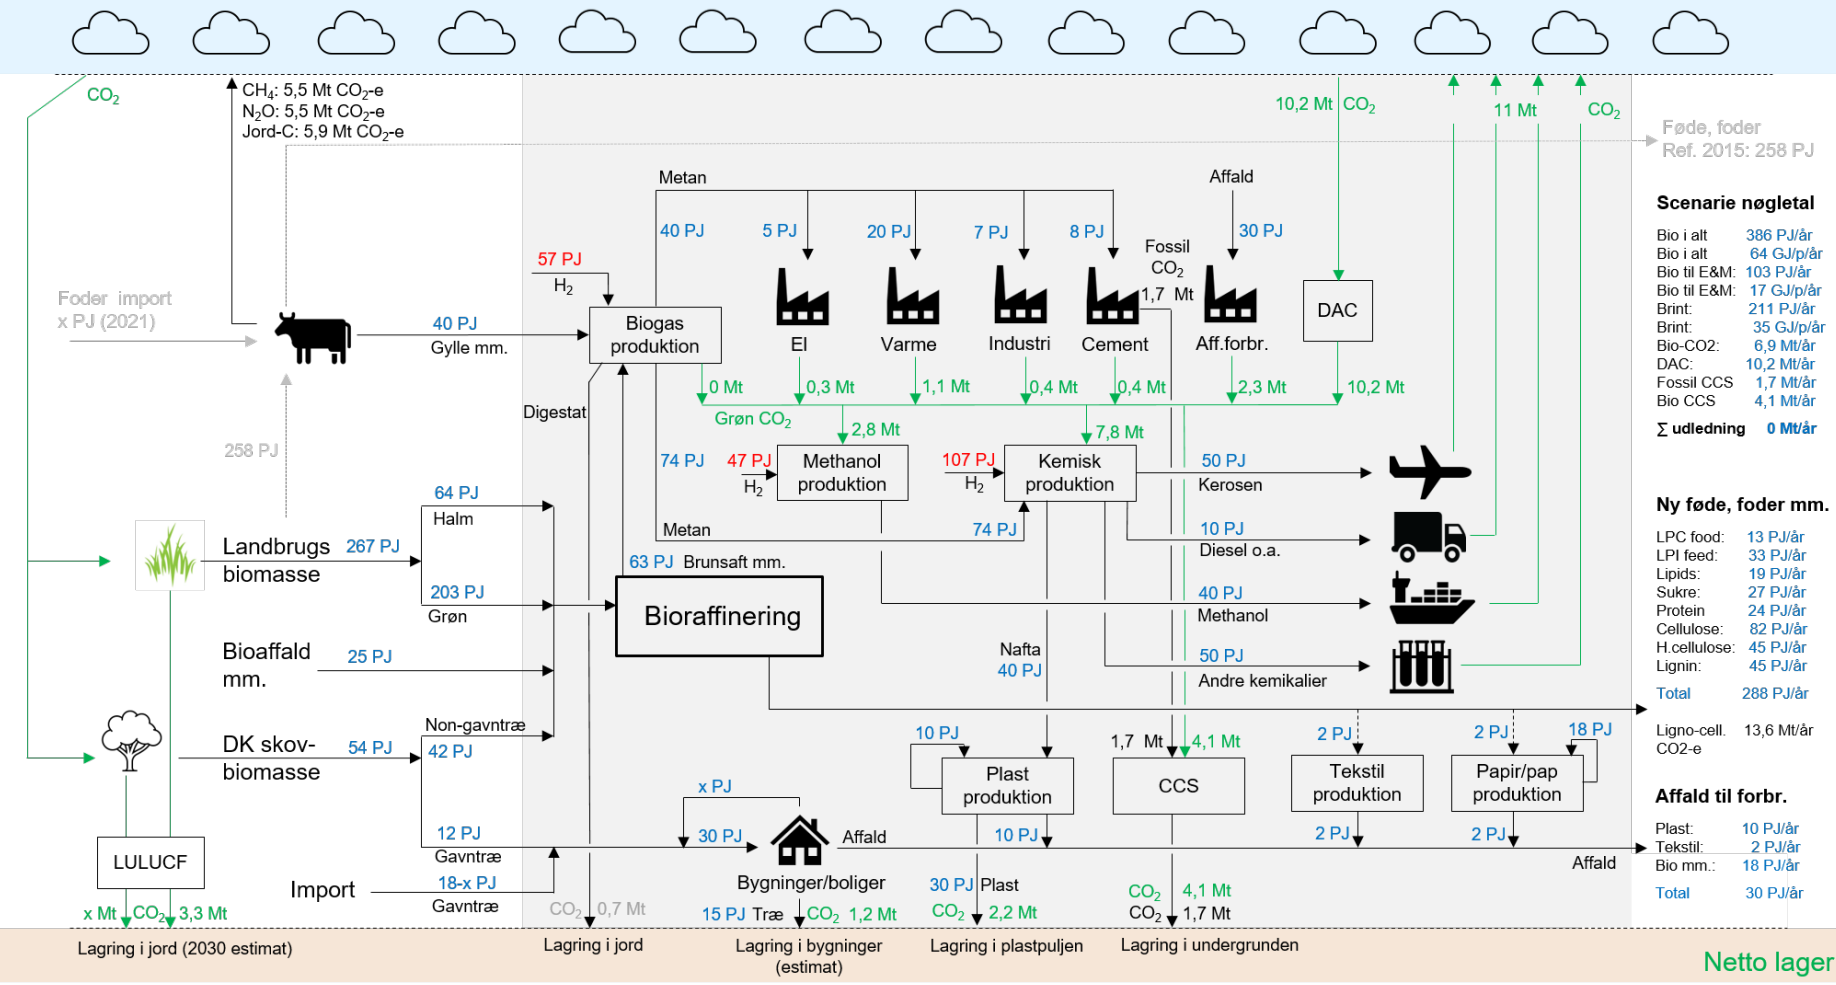 CO2
CH4: 5,5 Mt CO2-e
N2O: 5,5 Mt CO2-e
Jord-C: 5,9 Mt CO2-e
10,2 Mt CO2
11 Mt
CO2
Føde, foder
Ref. 2015: 258 PJ
Metan
Affald
40 PJ
5 PJ
20 PJ
7 PJ
8 PJ
30 PJ
Fossil
CO2
1,7 Mt
57 PJ
H2
Foder import
x PJ (2021)
40 PJ
Gylle mm.
Biogas
produktion
El
Varme
Industri
Cement
Aff.forbr.
DAC
0 Mt
0,3 Mt
1,1 Mt
0,4 Mt
0,4 Mt
2,3 Mt
10,2 Mt
Digestat
Grøn CO2
2,8 Mt
7,8 Mt
258 PJ
74 PJ
47 PJ
H2
Methanol
produktion
107 PJ
H2
Kemisk
produktion
50 PJ
Kerosen
64 PJ
Halm
Metan
74 PJ
10 PJ
Diesel o.a.
Landbrugs
biomasse
267 PJ
63 PJ Brunsaft mm.
203 PJ
Grøn
Bioraffinering
40 PJ
Methanol
Bioaffald
mm.
25 PJ
Nafta
40 PJ
50 PJ
Andre kemikalier
Non-gavntræ
42 PJ
DK skov-
biomasse
54 PJ
10 PJ
1,7 Mt
4,1 Mt
2 PJ
2 PJ
18 PJ
Plast
produktion
CCS
Tekstil
produktion
Papir/pap
produktion
x PJ
12 PJ
Gavntræ
30 PJ
Affald
10 PJ
2 PJ
2 PJ
Affald
LULUCF
Import
18-x PJ
Gavntræ
Bygninger/boliger
30 PJ Plast
CO2 2,2 Mt
CO2 4,1 Mt
CO2 1,7 Mt
x Mt CO2 3,3 Mt
CO2 0,7 Mt
15 PJ Træ CO2 1,2 Mt
Lagring i jord (2030 estimat)
Lagring i jord
Lagring i bygninger
(estimat)
Lagring i plastpuljen
Lagring i undergrunden
Netto lager
Scenarie nøgletal
Bio i alt 386 PJ/år
Bio i alt 64 GJ/p/år
Bio til E&M: 103 PJ/år
Bio til E&M: 17 GJ/p/år
Brint: 211 PJ/år
Brint: 35 GJ/p/år
Bio-CO2: 6,9 Mt/år
DAC: 10,2 Mt/år
Fossil CCS 1,7 Mt/år
Bio CCS 4,1 Mt/år
∑ udledning 0 Mt/år
Ny føde, foder mm.
LPC food: 13 PJ/år
LPI feed: 33 PJ/år
Lipids: 19 PJ/år
Sukre: 27 PJ/år
Protein 24 PJ/år
Cellulose: 82 PJ/år
H.cellulose: 45 PJ/år
Lignin: 45 PJ/år
Total 288 PJ/år
Ligno-cell. 13,6 Mt/år
CO2-e
Affald til forbr.
Plast: 10 PJ/år
Tekstil: 2 PJ/år
Bio mm.: 18 PJ/år
Total 30 PJ/år